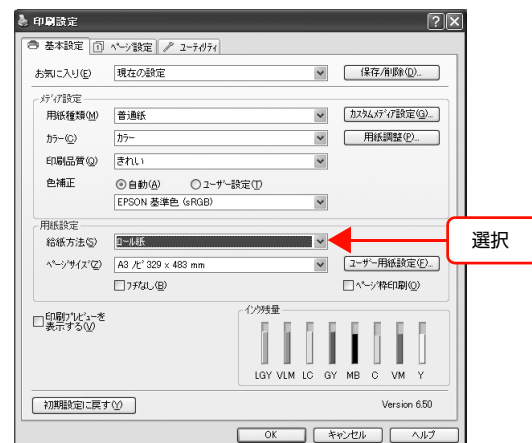 印刷設定
基本設定 ページ設定 ユーティリティ
お気に入り(E) 現在の設定 保存/削除(D)...
メディア設定
用紙種類(M) 普通紙 カスタムメディア設定(G)...
カラー(C) カラー 用紙調整(P)...
印刷品質(Q) きれい
色補正 自動(A) ユーザー設定(T)
EPSON 基準色 (sRGB)
用紙設定
給紙方法(S) ロール紙 選択
ページサイズ(Z) A3 ノビ 329 x 483 mm ユーザー用紙設定(F)...
フチなし(B) ページ枠印刷(O)
印刷プレビューを
表示する(V)
インク残量
LGY VLM LC GY MB C VM Y
初期設定に戻す(Y) Version 6.50
OK キャンセル ヘルプ